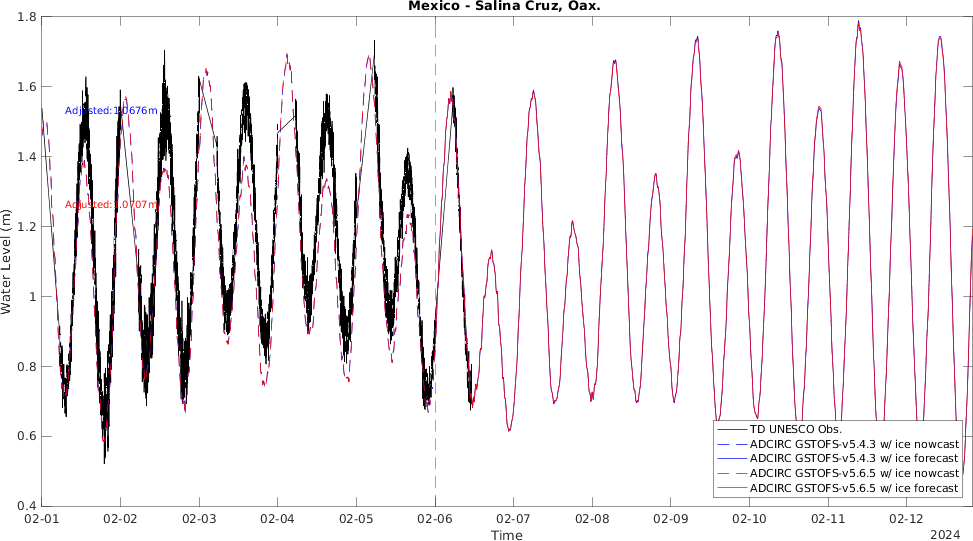 Mexico - Salina Cruz, Oax.
1.8
1.6
1.4
1.2
1
0.8
0.6
0.4
Water Level (m)
Adjusted:1.0676m
Adjusted:1.0707m
TD UNESCO Obs.
ADCIRC GSTOFS-v5.4.3 w/ ice nowcast
ADCIRC GSTOFS-v5.4.3 w/ ice forecast
ADCIRC GSTOFS-v5.6.5 w/ ice nowcast
ADCIRC GSTOFS-v5.6.5 w/ ice forecast
02-01 02-02 02-03 02-04 02-05 02-06 02-07 02-08 02-09 02-10 02-11 02-12
Time
2024